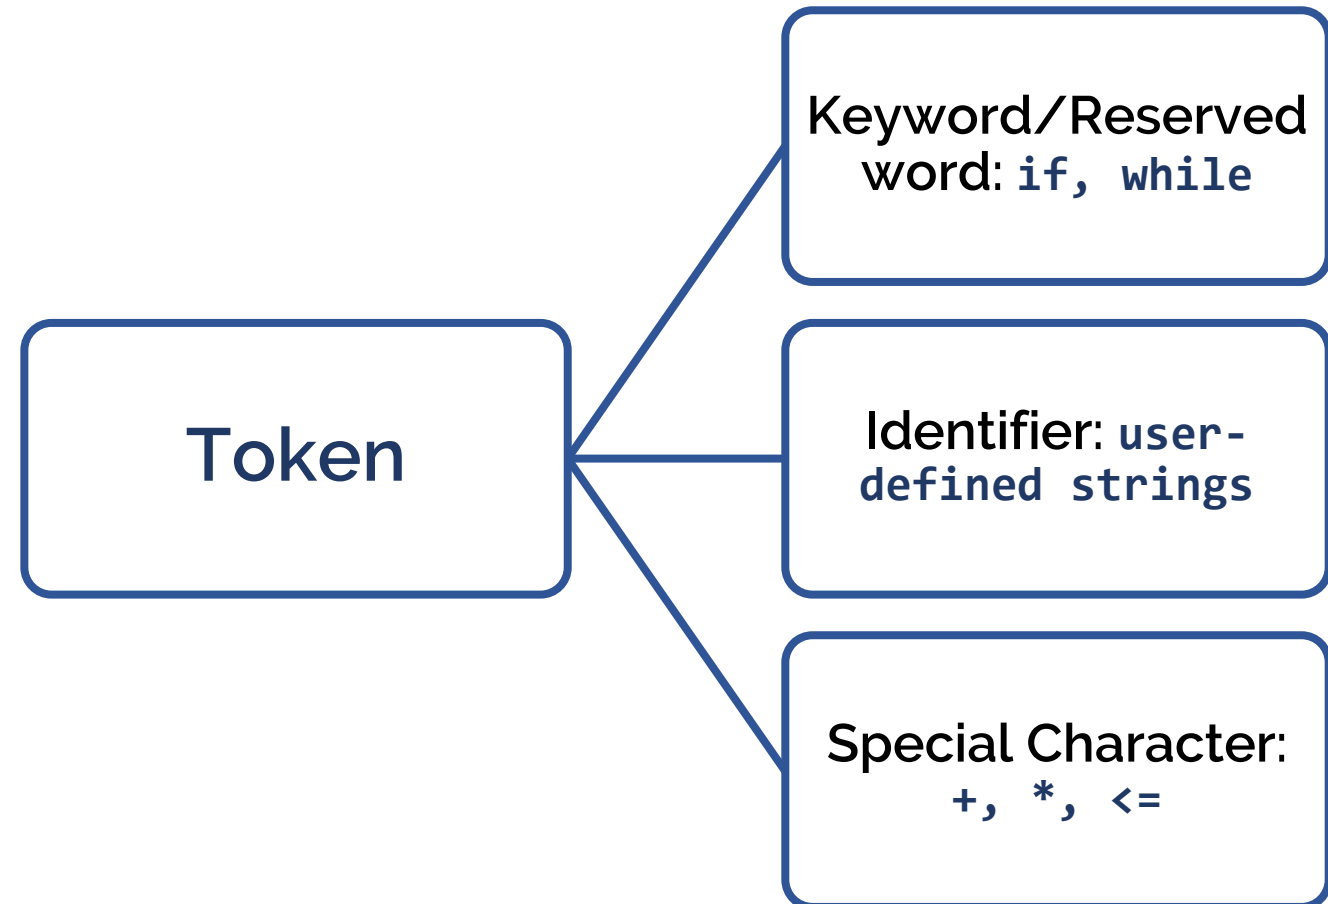 Token
Keyword/Reserved
word: if, while
Identifier: user-
defined strings
Special Character:
+, *, <=